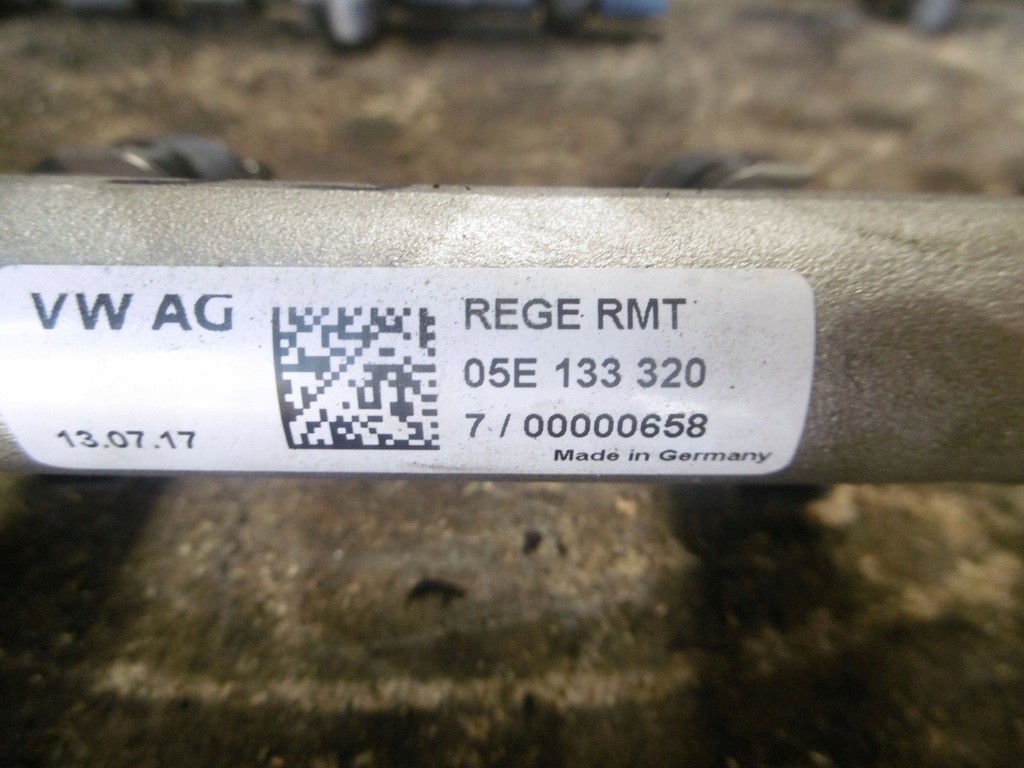 VW AG
13.07.17
REGE RMT
05E 133 320
7 / 00000658
Made in Germany